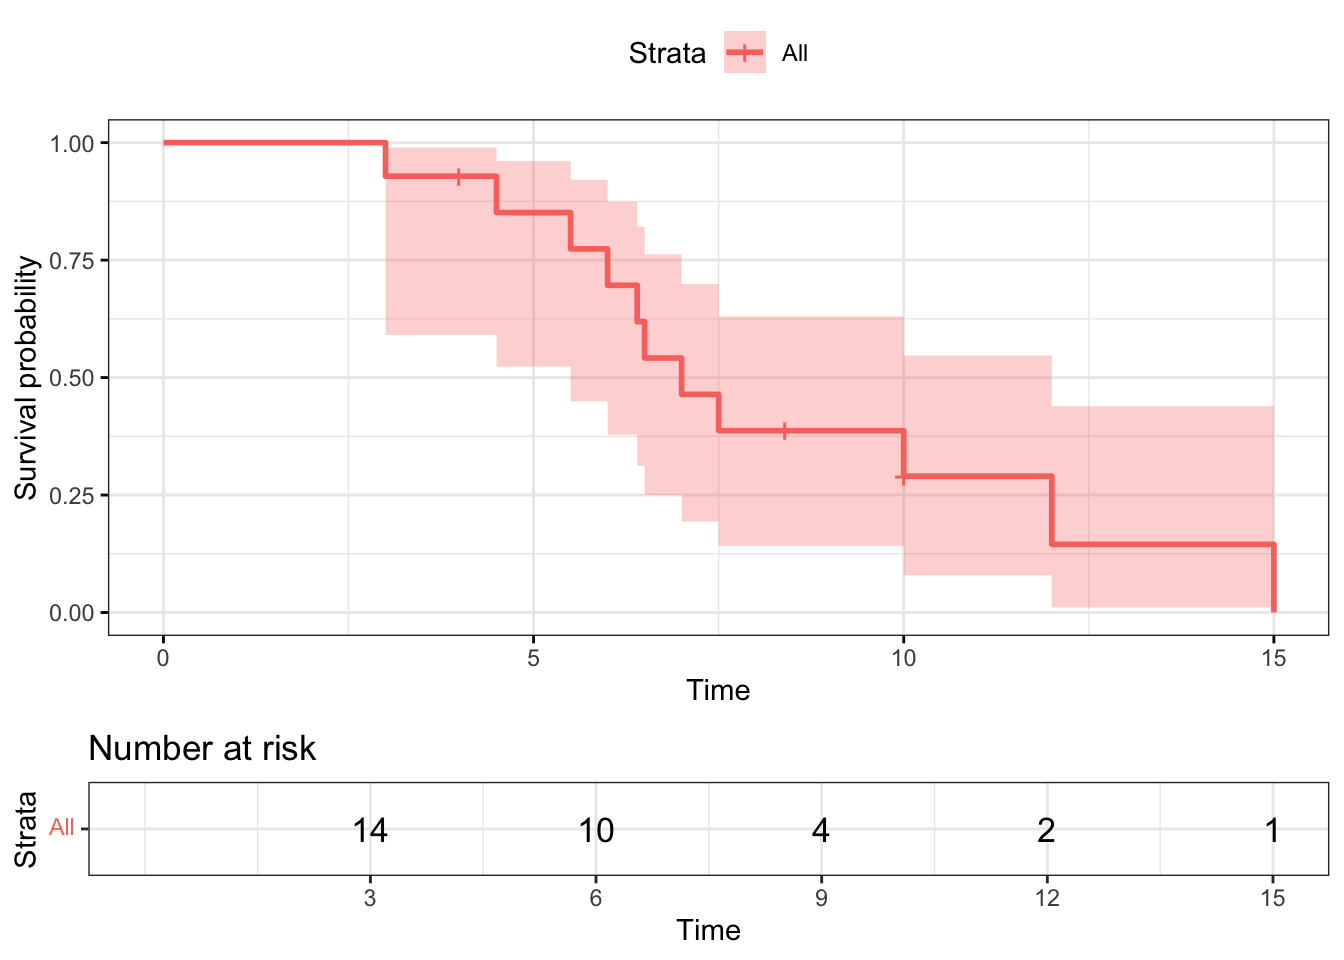 Strata All
1.00
0.75
0.50
0.25
0.00
Survival probability
0 5 10 15
Time
Number at risk
Strata
All 14 10 4 2 1
3 6 9 12 15
Time